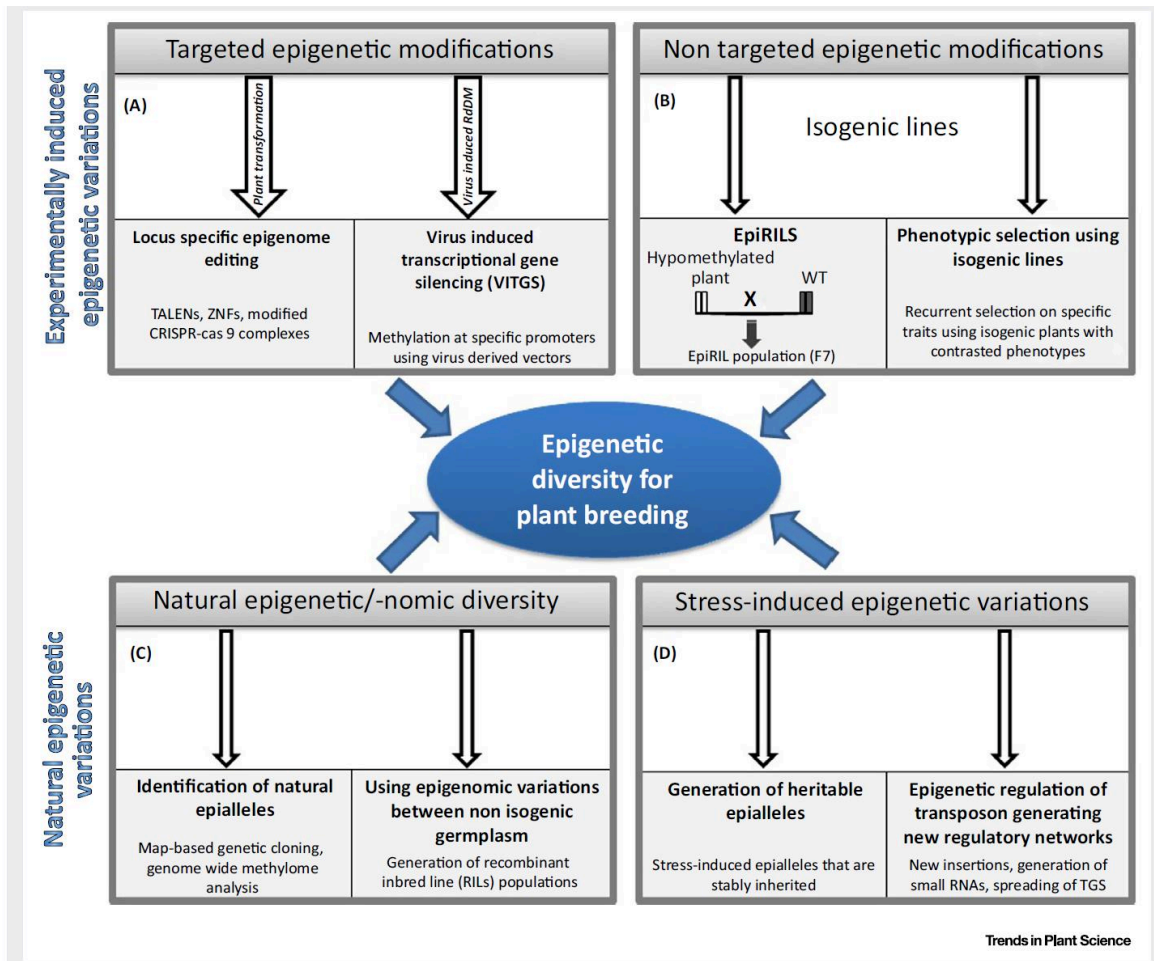 Experimentally induced
epigenetic variations
Targeted epigenetic modifications
(A)
Plant transformation
Virus induced RdDM
Locus specific epigenome
editing
TALENs, ZNFs, modified
CRISPR-cas 9 complexes
Virus induced
transcriptional gene
silencing (VITGS)
Methylation at specific promoters
using virus derived vectors
Non targeted epigenetic modifications
(B)
Isogenic lines
EpiRILS
Hypomethylated
plant
WT
X
EpiRIL population (F7)
Phenotypic selection using
isogenic lines
Recurrent selection on specific
traits using isogenic plants with
contrasted phenotypes
Epigenetic
diversity for
plant breeding
Natural epigenetic
variations
Natural epigenetic/-nomic diversity
(C)
Identification of natural
epialleles
Map-based genetic cloning,
genome wide methylome
analysis
Using epigenomic variations
between non isogenic
germplasm
Generation of recombinant
inbred line (RILs) populations
Stress-induced epigenetic variations
(D)
Generation of heritable
epialleles
Stress-induced epialleles that are
stably inherited
Epigenetic regulation of
transposon generating
new regulatory networks
New insertions, generation of
small RNAs, spreading of TGS
Trends in Plant Science